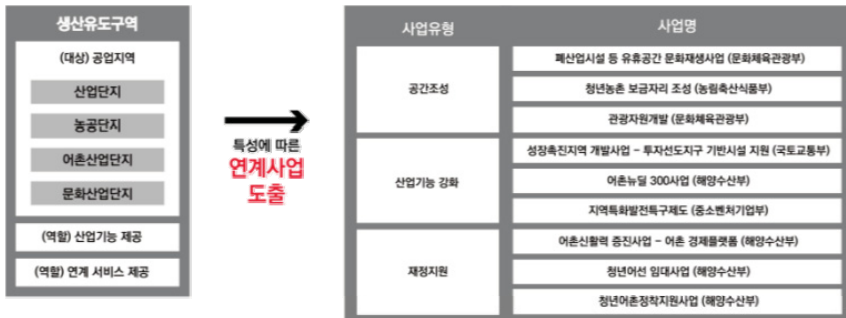 생산유도구역
(대상) 공업지역
산업단지
농공단지
어촌산업단지
문화산업단지
(역할) 산업기능 제공
(역할) 연계 서비스 제공
특성에 따른
연계사업
도출
사업유형
사업명
공간조성
폐산업시설 등 유휴공간 문화재생사업 (문화체육관광부)
청년농촌 보금자리 조성 (농림축산식품부)
관광자원개발 (문화체육관광부)
산업기능 강화
성장촉진지역 개발사업 – 투자선도지구 기반시설 지원 (국토교통부)
어촌뉴딜 300사업 (해양수산부)
지역특화발전특구제도 (중소벤처기업부)
재정지원
어촌신활력 증진사업 – 어촌 경제플랫폼 (해양수산부)
청년어선 임대사업 (해양수산부)
청년어촌정착지원사업 (해양수산부)